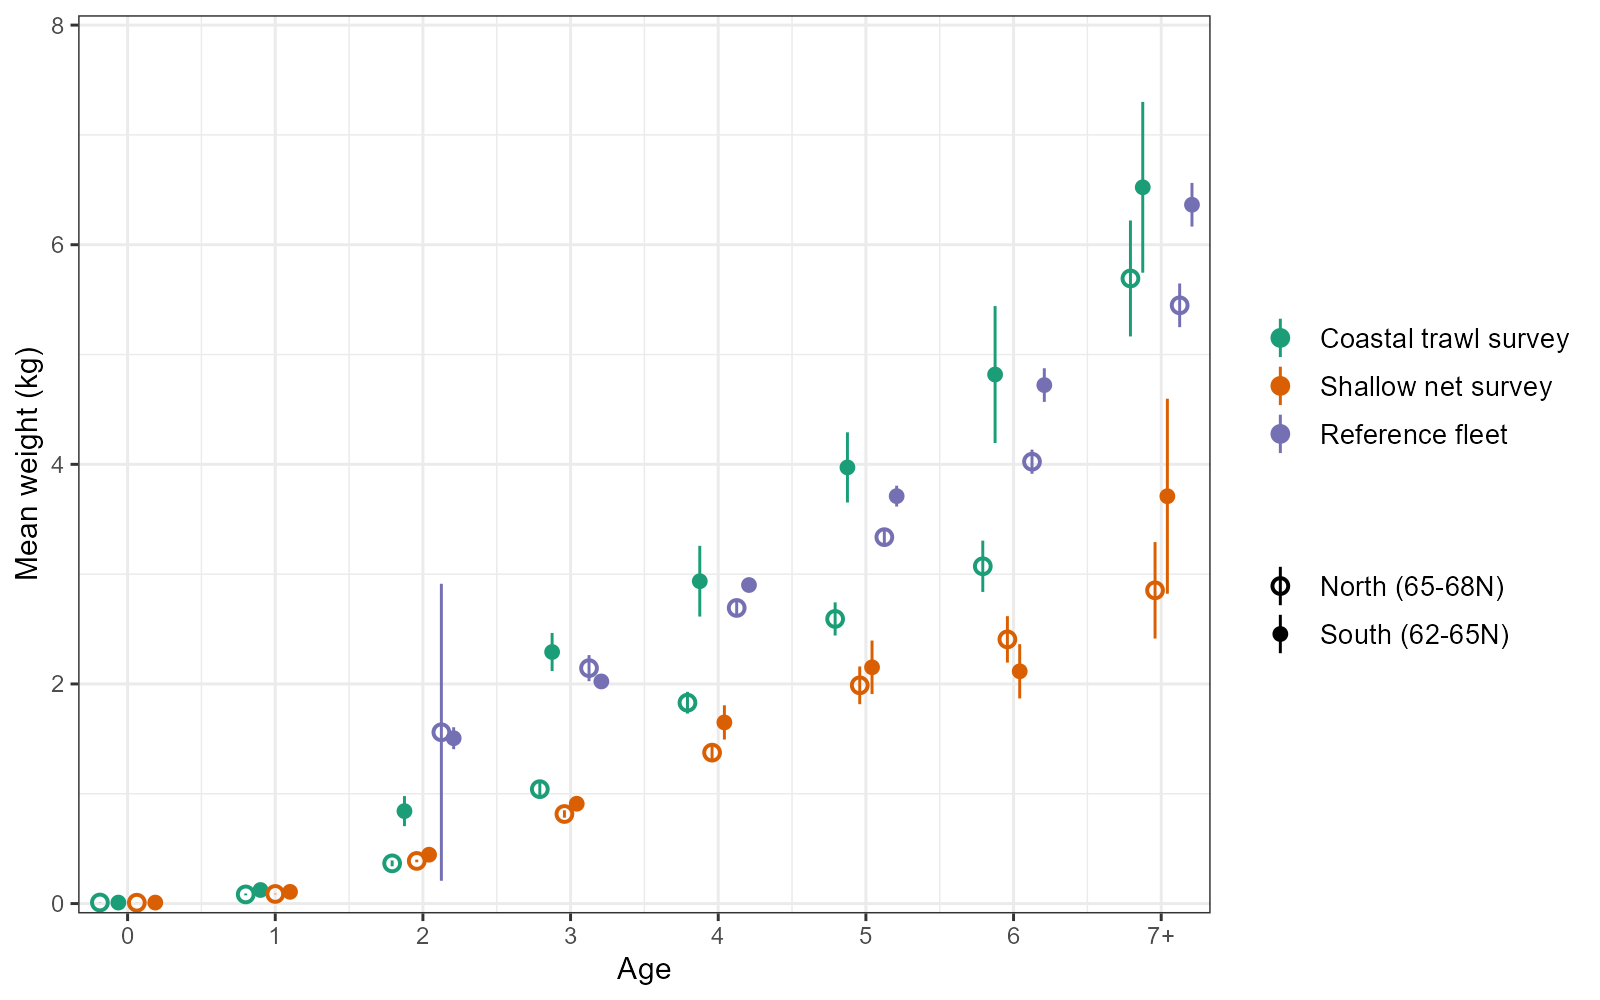 Mean weight (kg)
8
6
4
2
0
0 1 2 3 4 5 6 7+
Age
Coastal trawl survey
Shallow net survey
Reference fleet
North (65-68N)
South (62-65N)